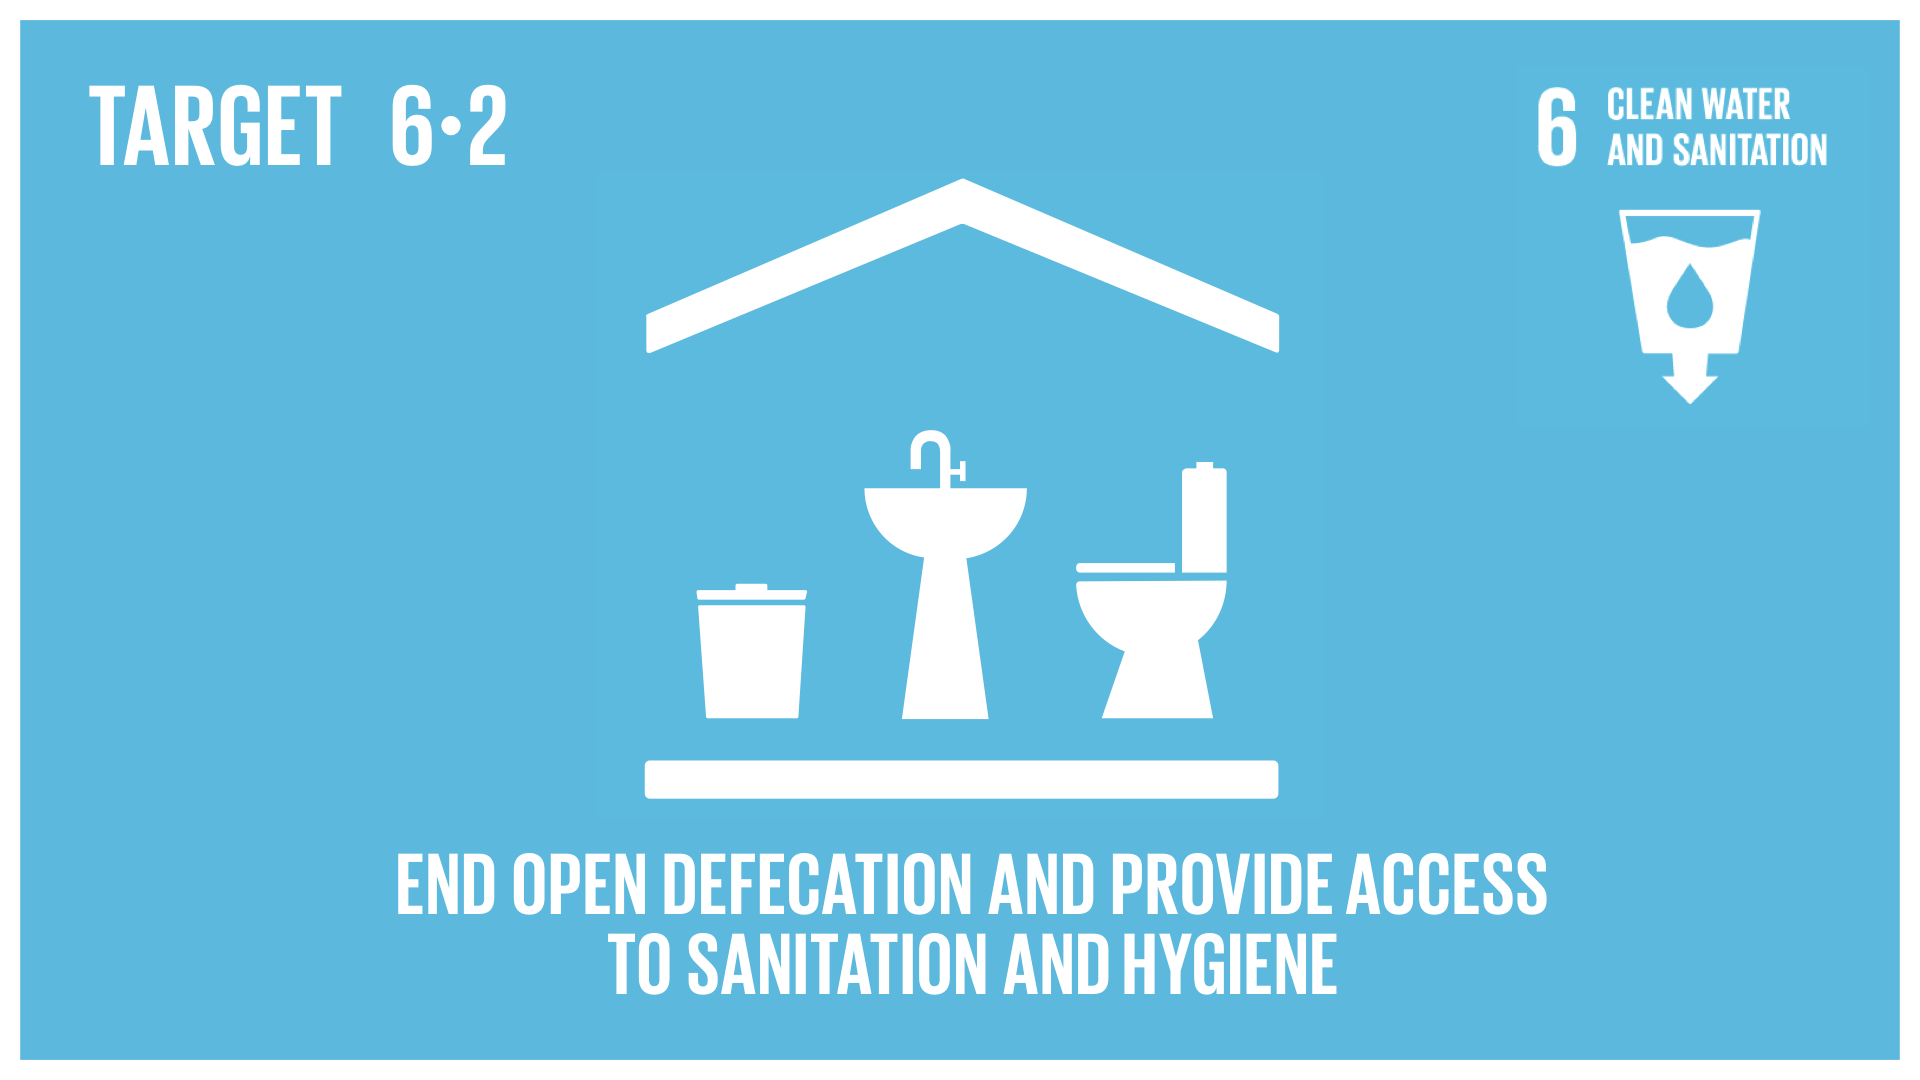 TARGET 6·2
6 CLEAN WATER
AND SANITATION
END OPEN DEFECATION AND PROVIDE ACCESS
TO SANITATION AND HYGIENE